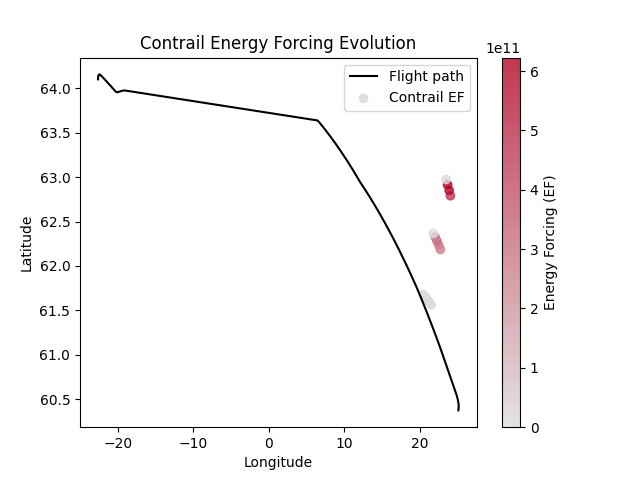 Contrail Energy Forcing Evolution
1e11
Flight path
Contrail EF
64.0
63.5
63.0
62.5
62.0
61.5
61.0
60.5
Latitude
−20
−10
0
10
20
Longitude
6
5
4
3
2
1
0
Energy Forcing (EF)